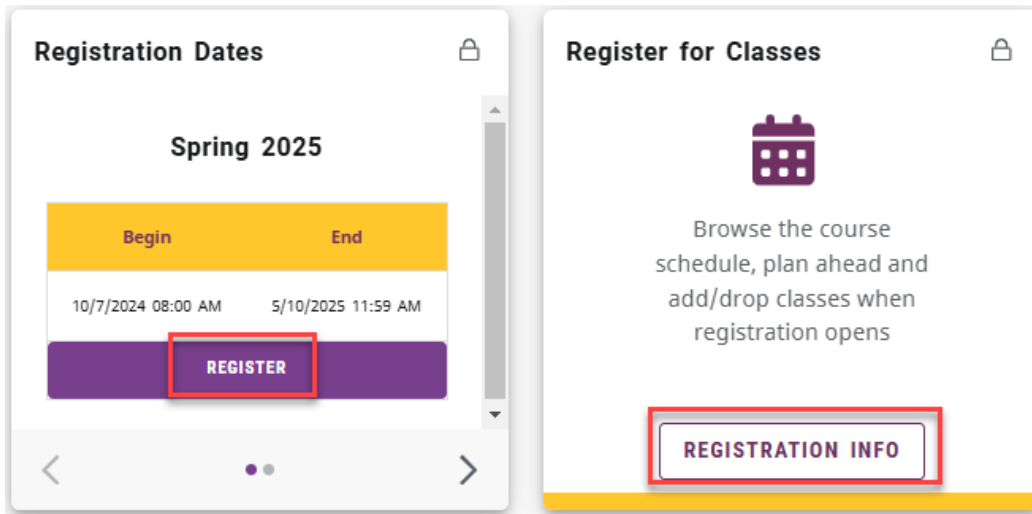 Registration Dates
Spring 2025
Begin End
10/7/2024 08:00 AM 5/10/2025 11:59 AM
REGISTER
Register for Classes
Browse the course
schedule, plan ahead and
add/drop classes when
registration opens
REGISTRATION INFO